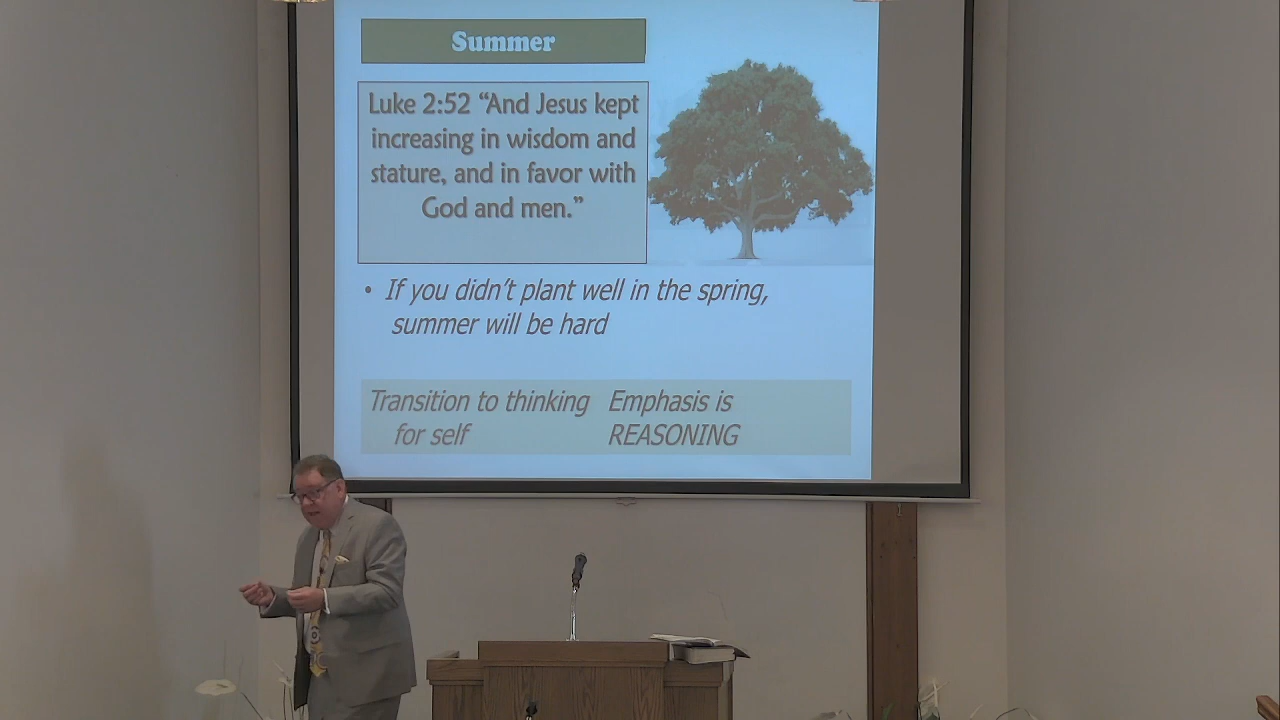 Summer
Luke 2:52 “And Jesus kept
increasing in wisdom and
stature, and in favor with
God and men.”
• If you didn’t plant well in the spring,
summer will be hard
Transition to thinking
for self
Emphasis is
REASONING